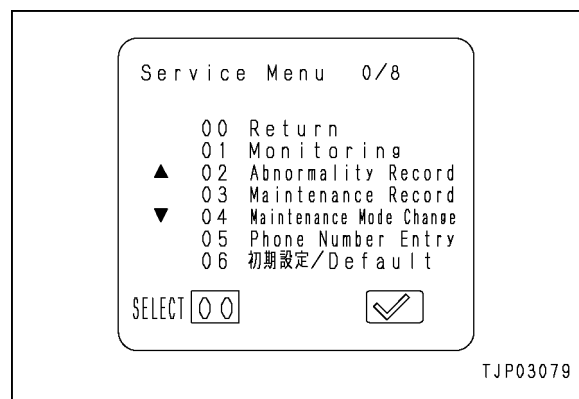 Service Menu 0/8
00 Return
01 Monitoring
▲ 02 Abnormality Record
03 Maintenance Record
▼ 04 Maintenance Mode Change
05 Phone Number Entry
06 初期設定/Default
SELECT 00
TJP03079